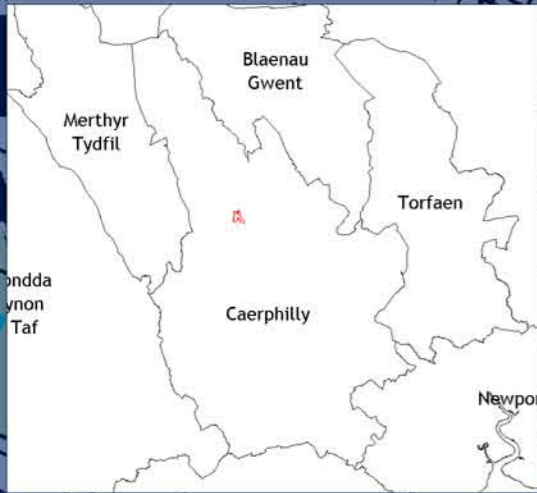 Blaenau
Gwent
Merthyr
Tydfil
Torfaen
ondda
ynon
Taf
Caerphilly
Newpor